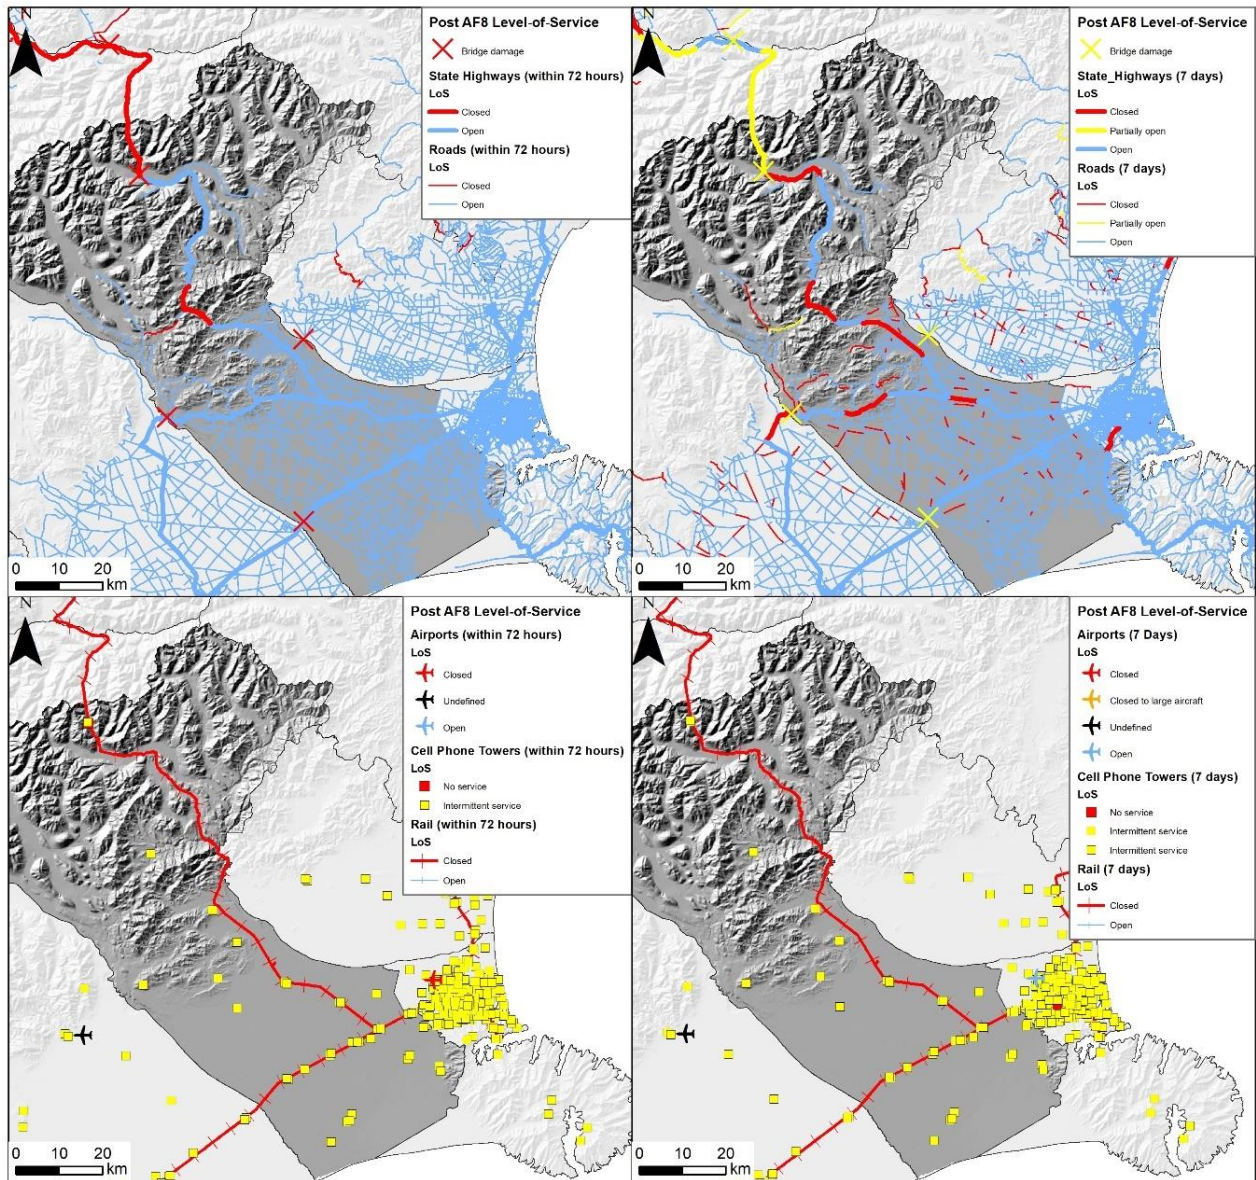 N
Post AF8 Level-of-Service
Bridge damage
State Highways (within 72 hours)
LoS
Closed
Open
Roads (within 72 hours)
LoS
Closed
Open
0 10 20
km
N
Post AF8 Level-of-Service
Bridge damage
State_Highways (7 days)
LoS
Closed
Partially open
Open
Roads (7 days)
LoS
Closed
Partially open
Open
0 10 20
km
N
Post AF8 Level-of-Service
Airports (within 72 hours)
LoS
Closed
Undefined
Open
Cell Phone Towers (within 72 hours)
LoS
No service
Intermittent service
Rail (within 72 hours)
LoS
Closed
Open
0 10 20
km
N
Post AF8 Level-of-Service
Airports (7 Days)
LoS
Closed
Closed to large aircraft
Undefined
Open
Cell Phone Towers (7 days)
LoS
No service
Intermittent service
Intermittent service
Rail (7 days)
LoS
Closed
Open
0 10 20
km